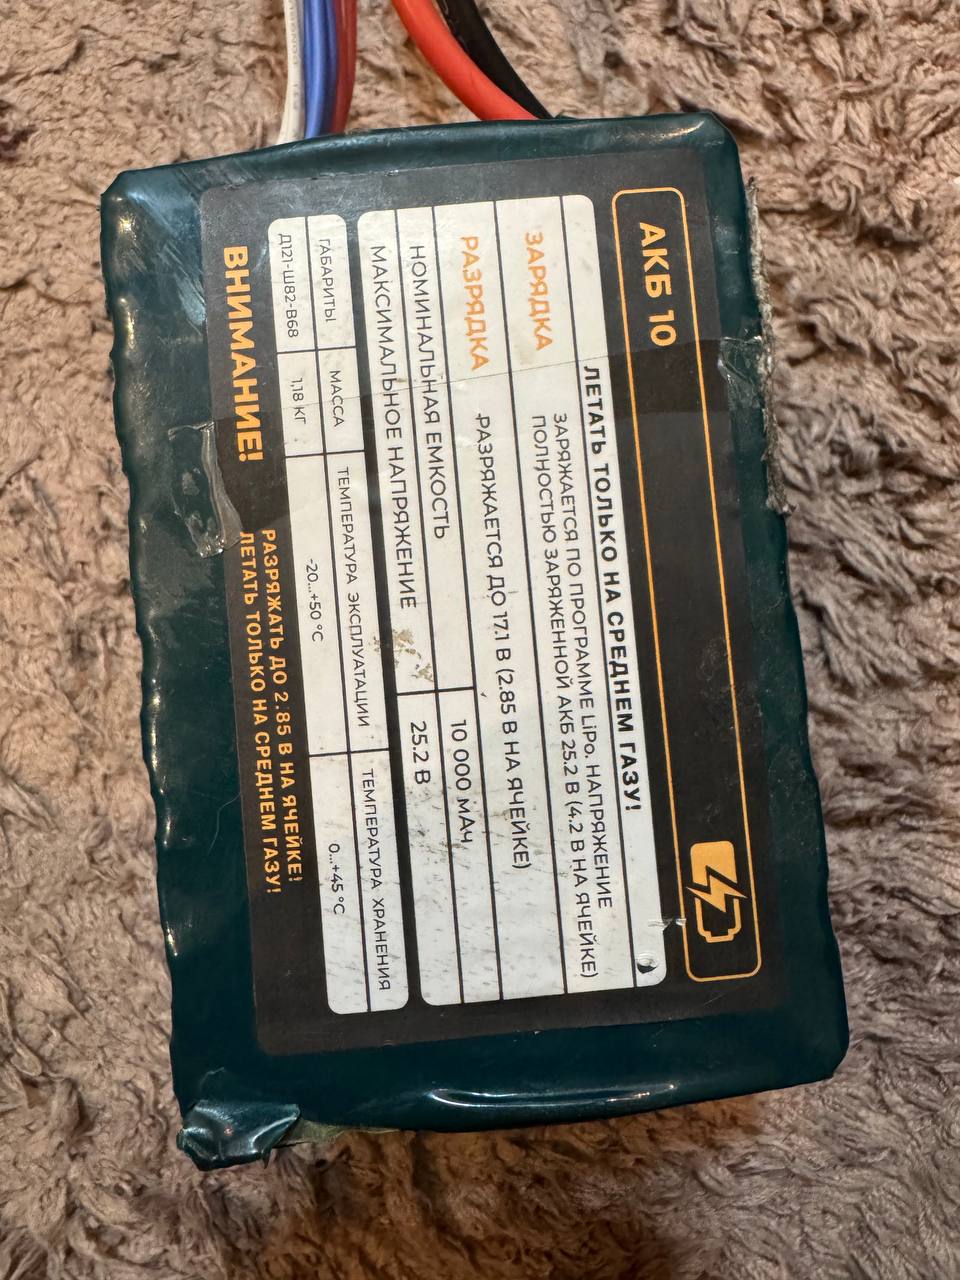 АКБ 10
ЛЕТАТЬ ТОЛЬКО НА СРЕДНЕМ ГАЗУ!
ЗАРЯДКА
ЗАРЯЖАЕТСЯ ПО ПРОГРАММЕ LiPo. НАПРЯЖЕНИЕ
ПОЛНОСТЬЮ ЗАРЯЖЕННОЙ АКБ 25.2 В (4.2 В НА ЯЧЕЙКЕ)
РАЗРЯДКА
РАЗРЯЖАЕТСЯ ДО 17.1 В (2.85 В НА ЯЧЕЙКЕ)
НОМИНАЛЬНАЯ ЕМКОСТЬ
10 000 МАч
МАКСИМАЛЬНОЕ НАПРЯЖЕНИЕ
25.2 В
ГАБАРИТЫ
МАССА
ТЕМПЕРАТУРА ЭКСПЛУАТАЦИИ
ТЕМПЕРАТУРА ХРАНЕНИЯ
Д121-Ш82-В68
1,18 КГ
-20...+50 °С
0...+45 °С
ВНИМАНИЕ!
РАЗРЯЖАТЬ ДО 2.85 В НА ЯЧЕЙКЕ!
ЛЕТАТЬ ТОЛЬКО НА СРЕДНЕМ ГАЗУ!